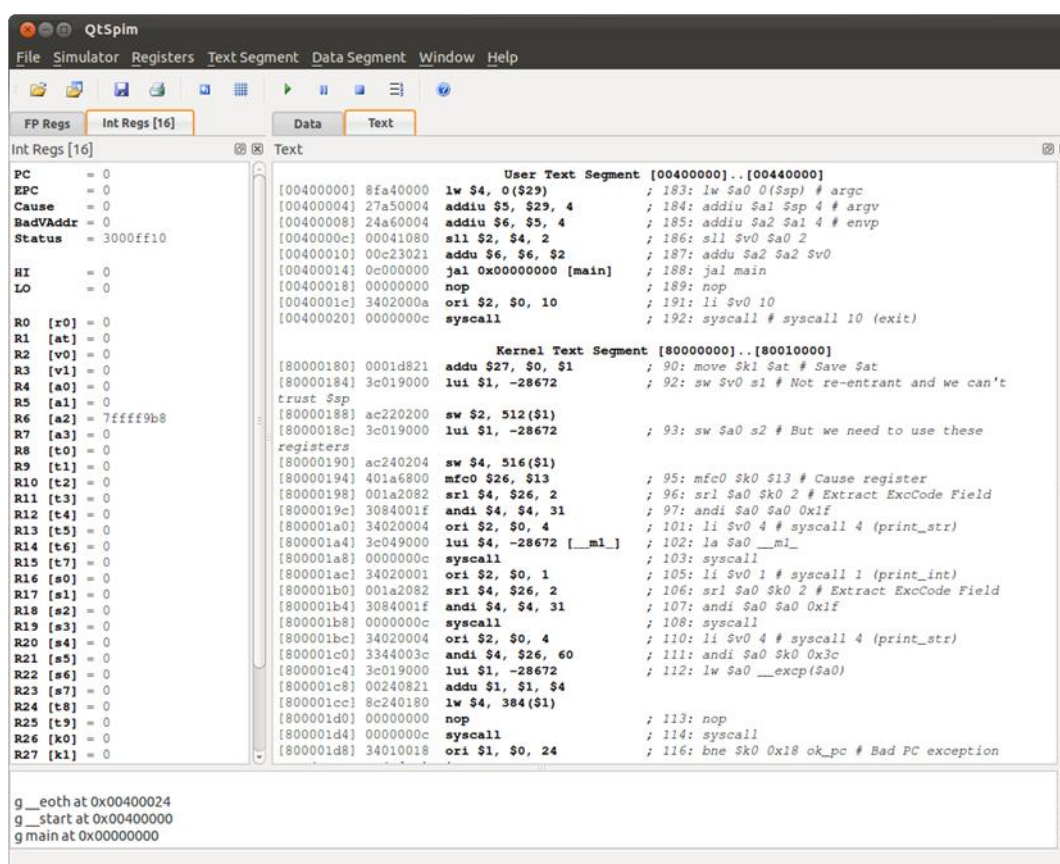 QtSpim
File Simulator Registers Text Segment Data Segment Window Help
FP Regs Int Regs [16] Data Text
Int Regs [16] Text
PC = 0
EPC = 0
Cause = 0
BadVAddr = 0
Status = 3000ff10
HI = 0
LO = 0
R0 [r0] = 0
R1 [at] = 0
R2 [v0] = 0
R3 [v1] = 0
R4 [a0] = 0
R5 [a1] = 0
R6 [a2] = 7ffff9b8
R7 [a3] = 0
R8 [t0] = 0
R9 [t1] = 0
R10 [t2] = 0
R11 [t3] = 0
R12 [t4] = 0
R13 [t5] = 0
R14 [t6] = 0
R15 [t7] = 0
R16 [s0] = 0
R17 [s1] = 0
R18 [s2] = 0
R19 [s3] = 0
R20 [s4] = 0
R21 [s5] = 0
R22 [s6] = 0
R23 [s7] = 0
R24 [t8] = 0
R25 [t9] = 0
R26 [k0] = 0
R27 [k1] = 0
User Text Segment [00400000]..[00440000]
[00400000] 8fa40000 lw $4, 0($29) ; 183: lw $a0 0($sp) # argc
[00400004] 27a50004 addiu $5, $29, 4 ; 184: addiu $a1 $sp 4 # argv
[00400008] 24a60004 addiu $6, $5, 4 ; 185: addiu $a2 $a1 4 # envp
[0040000c] 00041080 sll $2, $4, 2 ; 186: sll $v0 $a0 2
[00400010] 00c23021 addu $6, $6, $2 ; 187: addu $a2 $a2 $v0
[00400014] 0c000000 jal 0x00000000 [main] ; 188: jal main
[00400018] 00000000 nop ; 189: nop
[0040001c] 3402000a ori $2, $0, 10 ; 191: li $v0 10
[00400020] 0000000c syscall ; 192: syscall # syscall 10 (exit)
Kernel Text Segment [80000000]..[80010000]
[80000180] 0001d821 addu $27, $0, $1 ; 90: move $k1 $at # Save $at
[80000184] 3c019000 lui $1, -28672 ; 92: sw $v0 s1 # Not re-entrant and we can't
trust $sp
[80000188] ac220200 sw $2, 512($1)
[8000018c] 3c019000 lui $1, -28672 ; 93: sw $a0 s2 # But we need to use these
registers
[80000190] ac240204 sw $4, 516($1)
[80000194] 401a6800 mfc0 $26, $13 ; 95: mfc0 $k0 $13 # Cause register
[80000198] 001a2082 srl $4, $26, 2 ; 96: srl $a0 $k0 2 # Extract ExcCode Field
[8000019c] 3084001f andi $4, $4, 31 ; 97: andi $a0 $a0 0x1f
[800001a0] 34020004 ori $2, $0, 4 ; 101: li $v0 4 # syscall 4 (print_str)
[800001a4] 3c049000 lui $4, -28672 [__m1_] ; 102: la $a0 __m1_
[800001a8] 0000000c syscall ; 103: syscall
[800001ac] 34020001 ori $2, $0, 1 ; 105: li $v0 1 # syscall 1 (print_int)
[800001b0] 001a2082 srl $4, $26, 2 ; 106: srl $a0 $k0 2 # Extract ExcCode Field
[800001b4] 3084001f andi $4, $4, 31 ; 107: andi $a0 $a0 0x1f
[800001b8] 0000000c syscall ; 108: syscall
[800001bc] 34020004 ori $2, $0, 4 ; 110: li $v0 4 # syscall 4 (print_str)
[800001c0] 3344003c andi $4, $26, 60 ; 111: andi $a0 $k0 0x3c
[800001c4] 3c019000 lui $1, -28672 ; 112: lw $a0 __excp($a0)
[800001c8] 00240821 addu $1, $1, $4
[800001cc] 8c240180 lw $4, 384($1)
[800001d0] 00000000 nop ; 113: nop
[800001d4] 0000000c syscall ; 114: syscall
[800001d8] 34010018 ori $1, $0, 24 ; 116: bne $k0 0x18 ok_pc # Bad PC exception
g __eoth at 0x00400024
g __start at 0x00400000
g main at 0x00000000